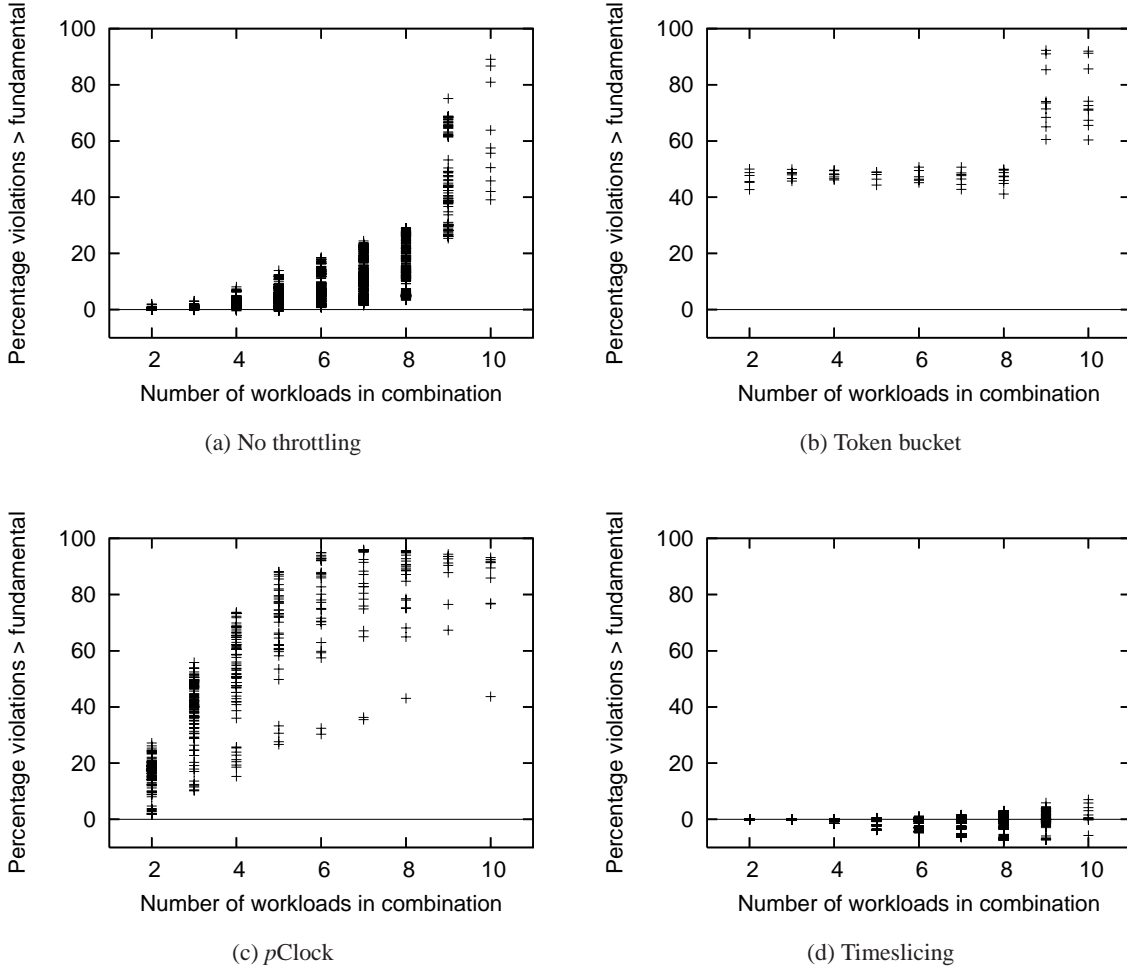 Percentage violations > fundamental
100
80
60
40
20
0
2 4 6 8 10
Number of workloads in combination
(a) No throttling
Percentage violations > fundamental
100
80
60
40
20
0
2 4 6 8 10
Number of workloads in combination
(b) Token bucket
Percentage violations > fundamental
100
80
60
40
20
0
2 4 6 8 10
Number of workloads in combination
(c) pClock
Percentage violations > fundamental
100
80
60
40
20
0
2 4 6 8 10
Number of workloads in combination
(d) Timeslicing